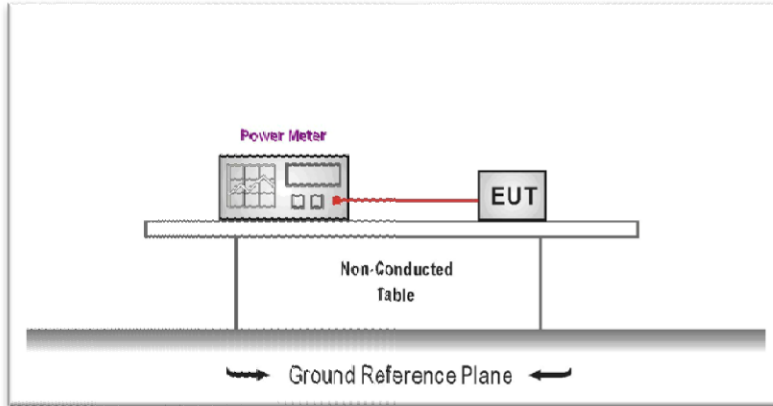 Power Meter
EUT
Non-Conducted
Table
Ground Reference Plane